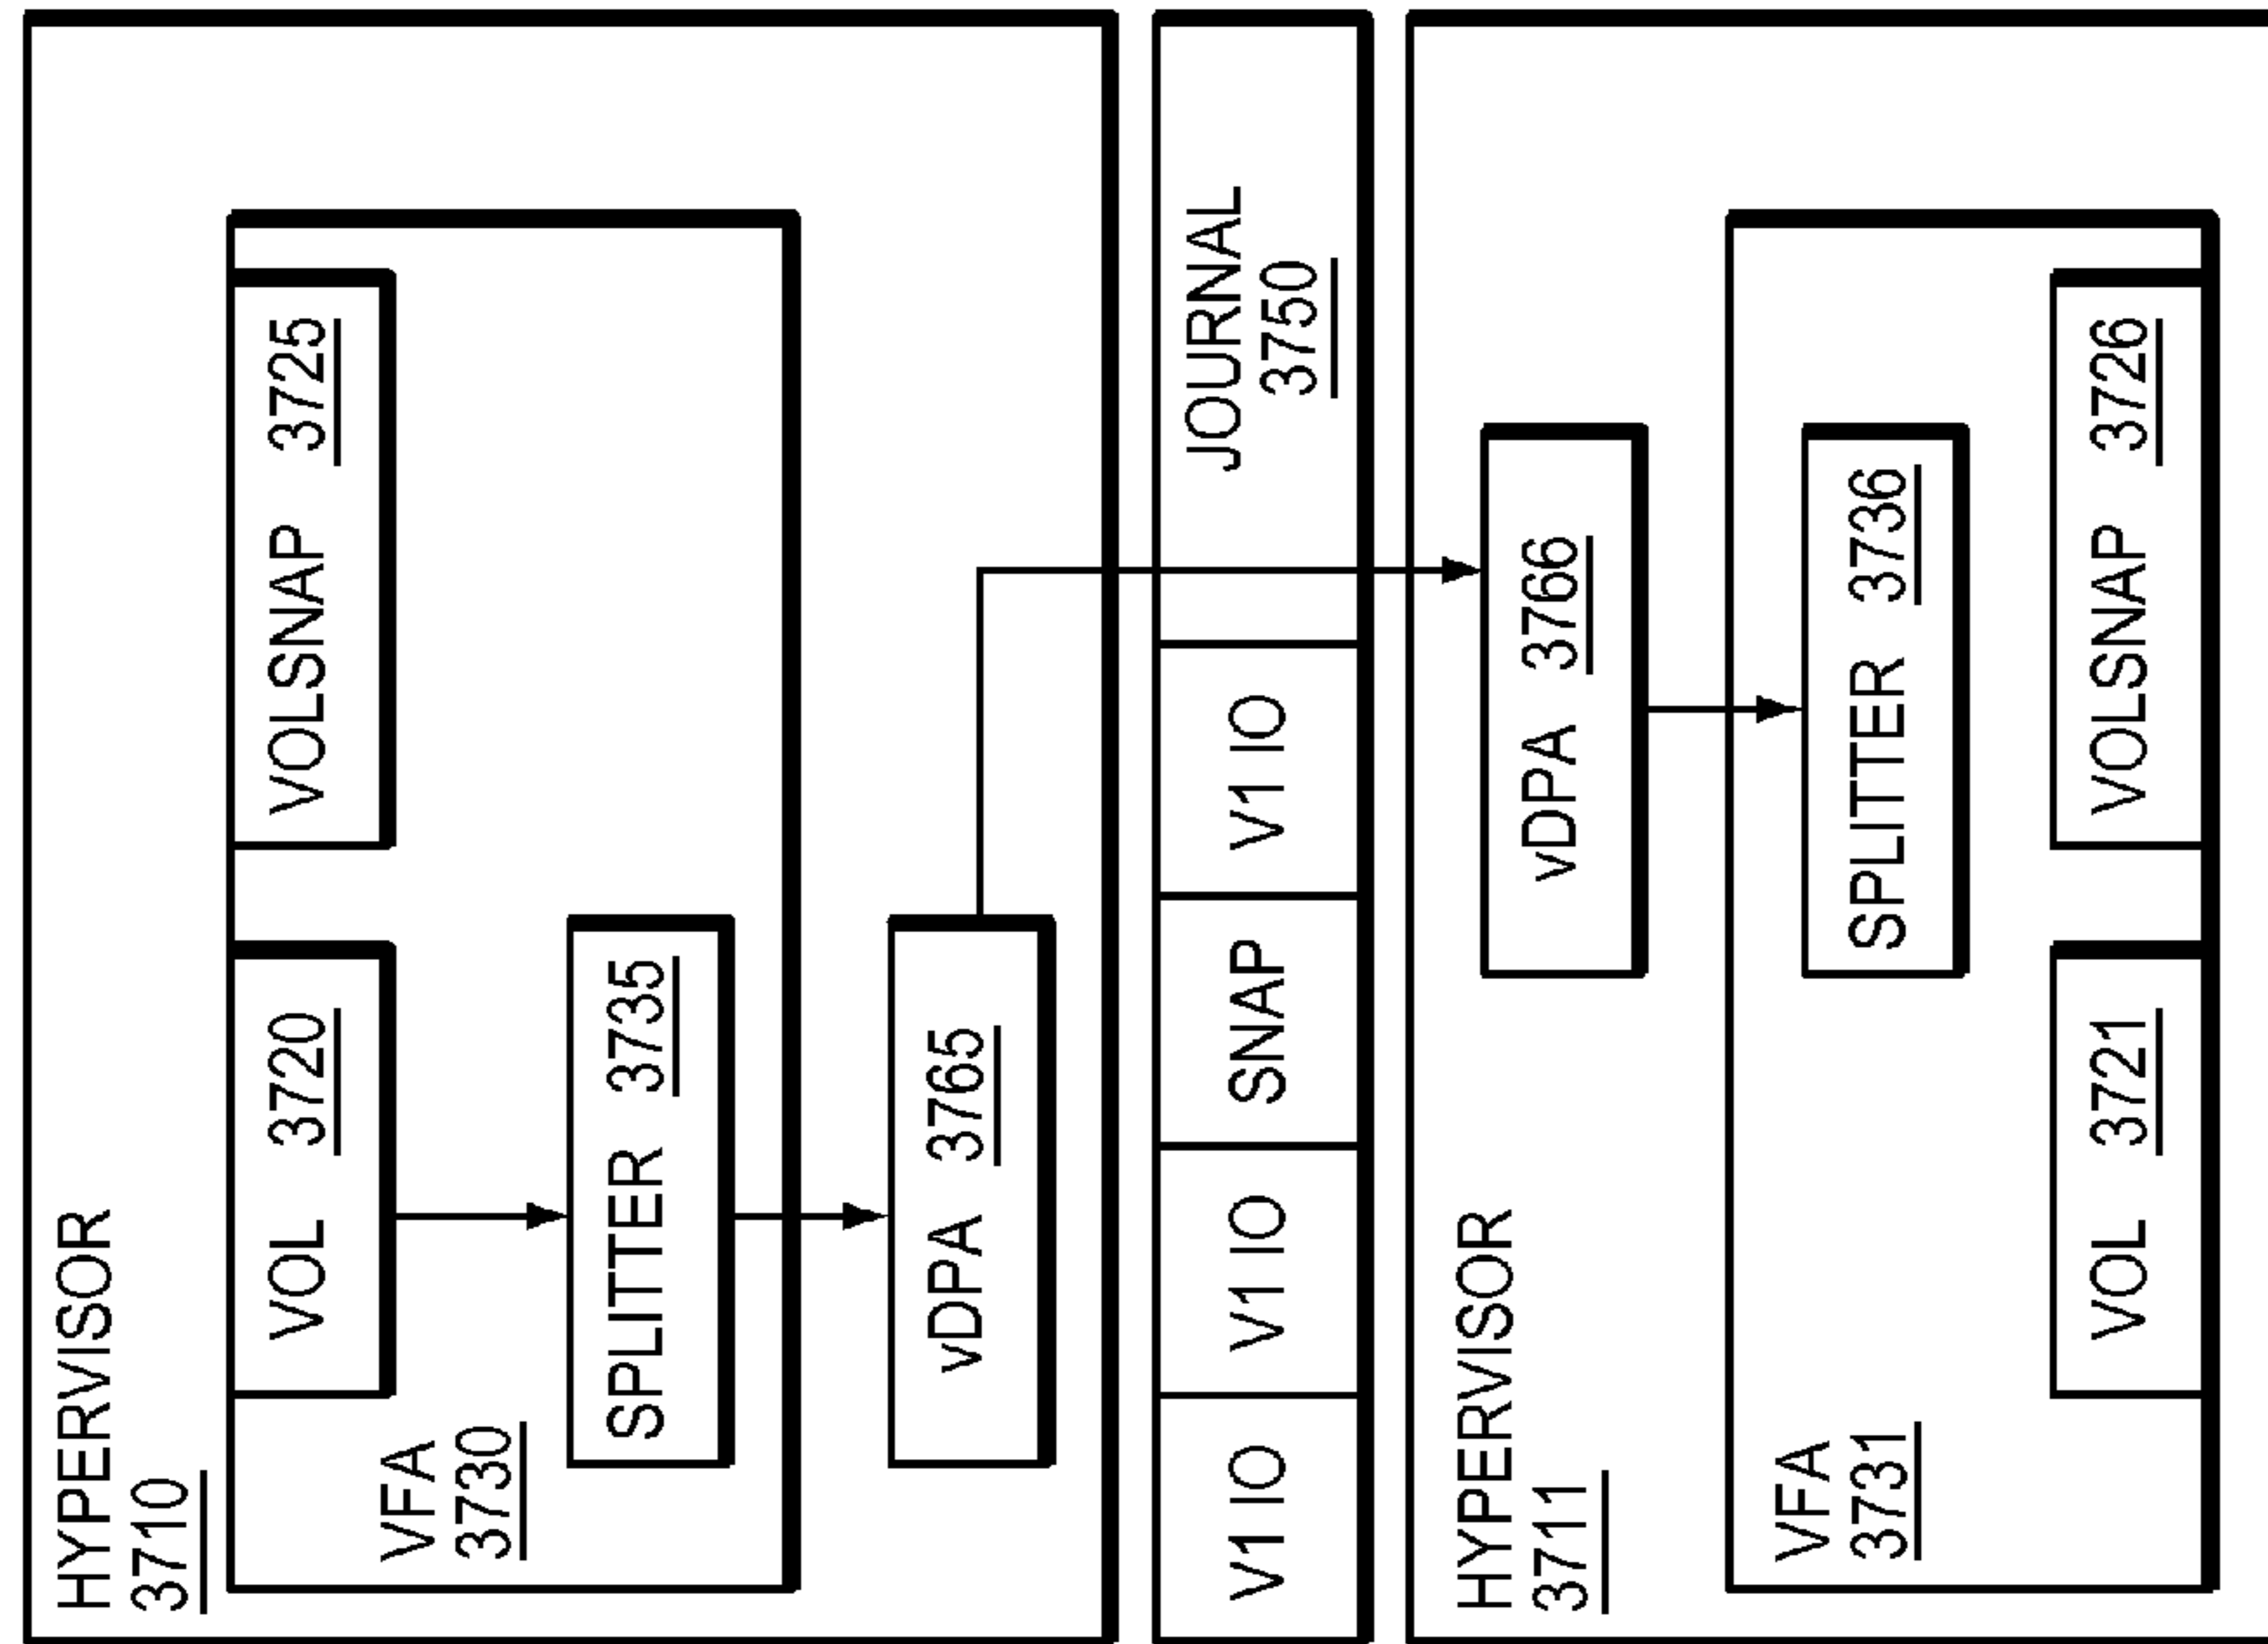 HYPERVISOR
3710
VOL 3720
VOLSNAP 3725
VFA
3730
SPLITTER 3735
vDPA 3765
V1 IO
V1 IO
SNAP
V1 IO
JOURNAL
3750
HYPERVISOR
3711
vDPA 3766
VFA
3731
SPLITTER 3736
VOL 3721
VOLSNAP 3726